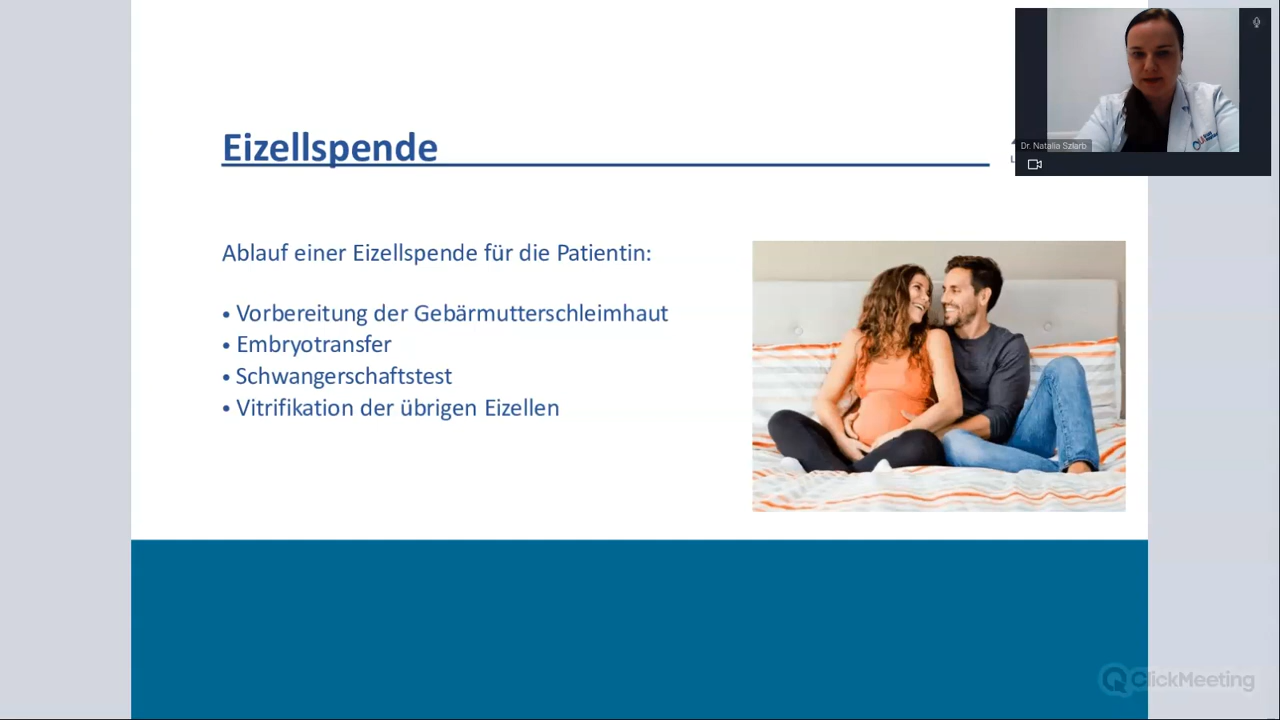 Eizellspende
Dr. Natalia Szlarb
Ablauf einer Eizellspende für die Patientin:
• Vorbereitung der Gebärmutterschleimhaut
• Embryotransfer
• Schwangerschaftstest
• Vitrifikation der übrigen Eizellen
ClickMeeting